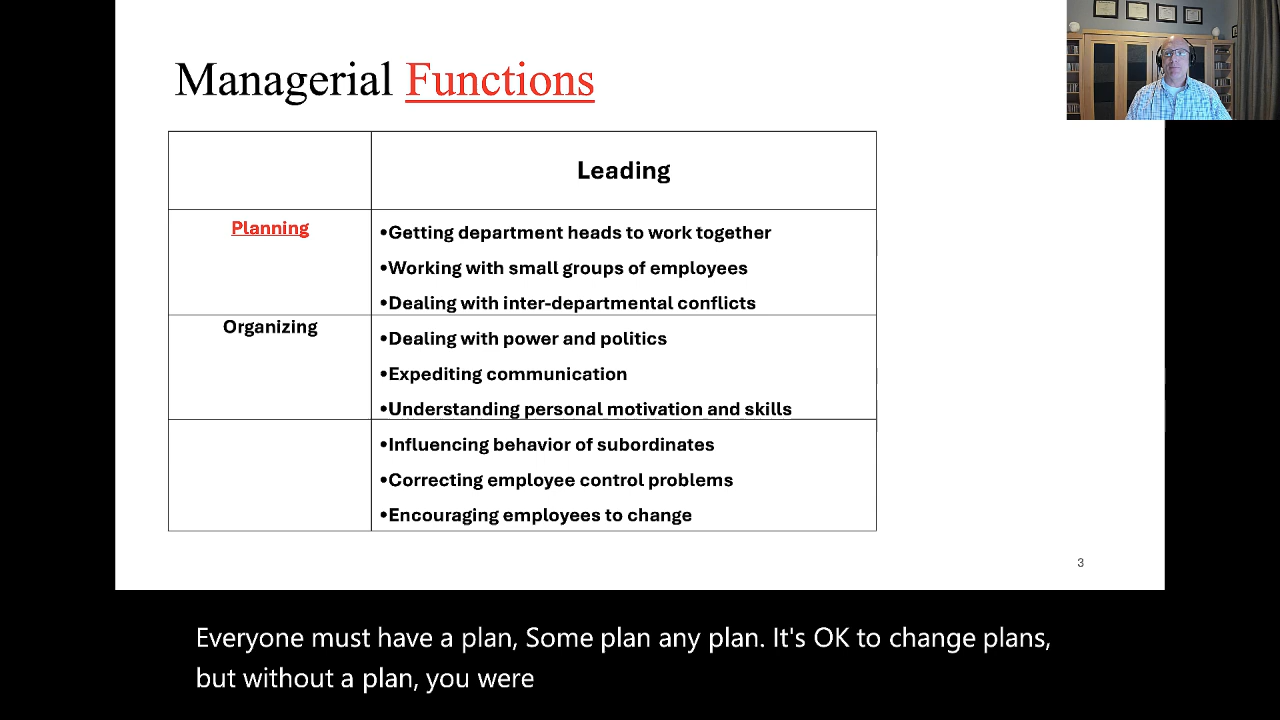 Managerial Functions
Leading
Planning
•Getting department heads to work together
•Working with small groups of employees
•Dealing with inter-departmental conflicts
Organizing
•Dealing with power and politics
•Expediting communication
•Understanding personal motivation and skills
•Influencing behavior of subordinates
•Correcting employee control problems
•Encouraging employees to change
3
Everyone must have a plan, Some plan any plan. It's OK to change plans,
but without a plan, you were